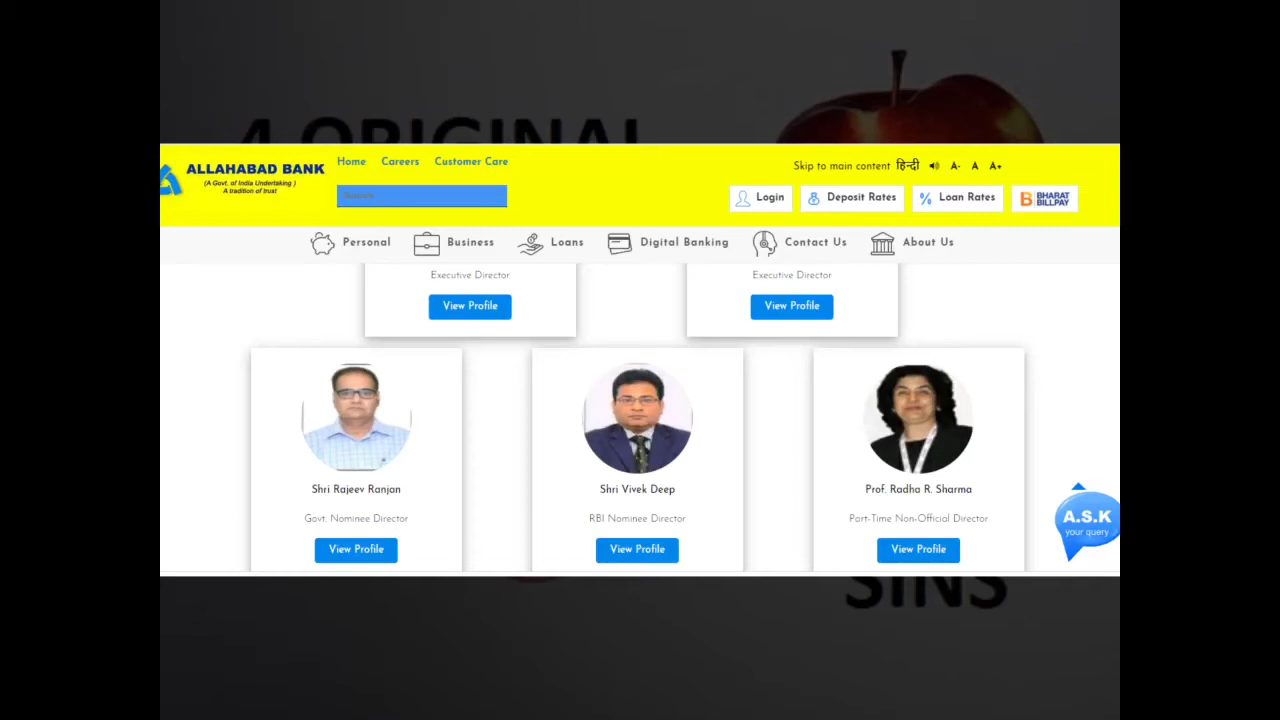 4 ORIGINAL
ALLAHABAD BANK
(A Govt. of India Undertaking )
A tradition of trust
Home Careers Customer Care
Skip to main content हिन्दी A- A A+
Search
Login Deposit Rates Loan Rates BHARAT
BILLPAY
Personal Business Loans Digital Banking Contact Us About Us
Executive Director Executive Director
View Profile View Profile
Shri Rajeev Ranjan Shri Vivek Deep Prof. Radha R. Sharma
Govt. Nominee Director RBI Nominee Director Part-Time Non-Official Director
View Profile View Profile View Profile
A.S.K
your query
SINS